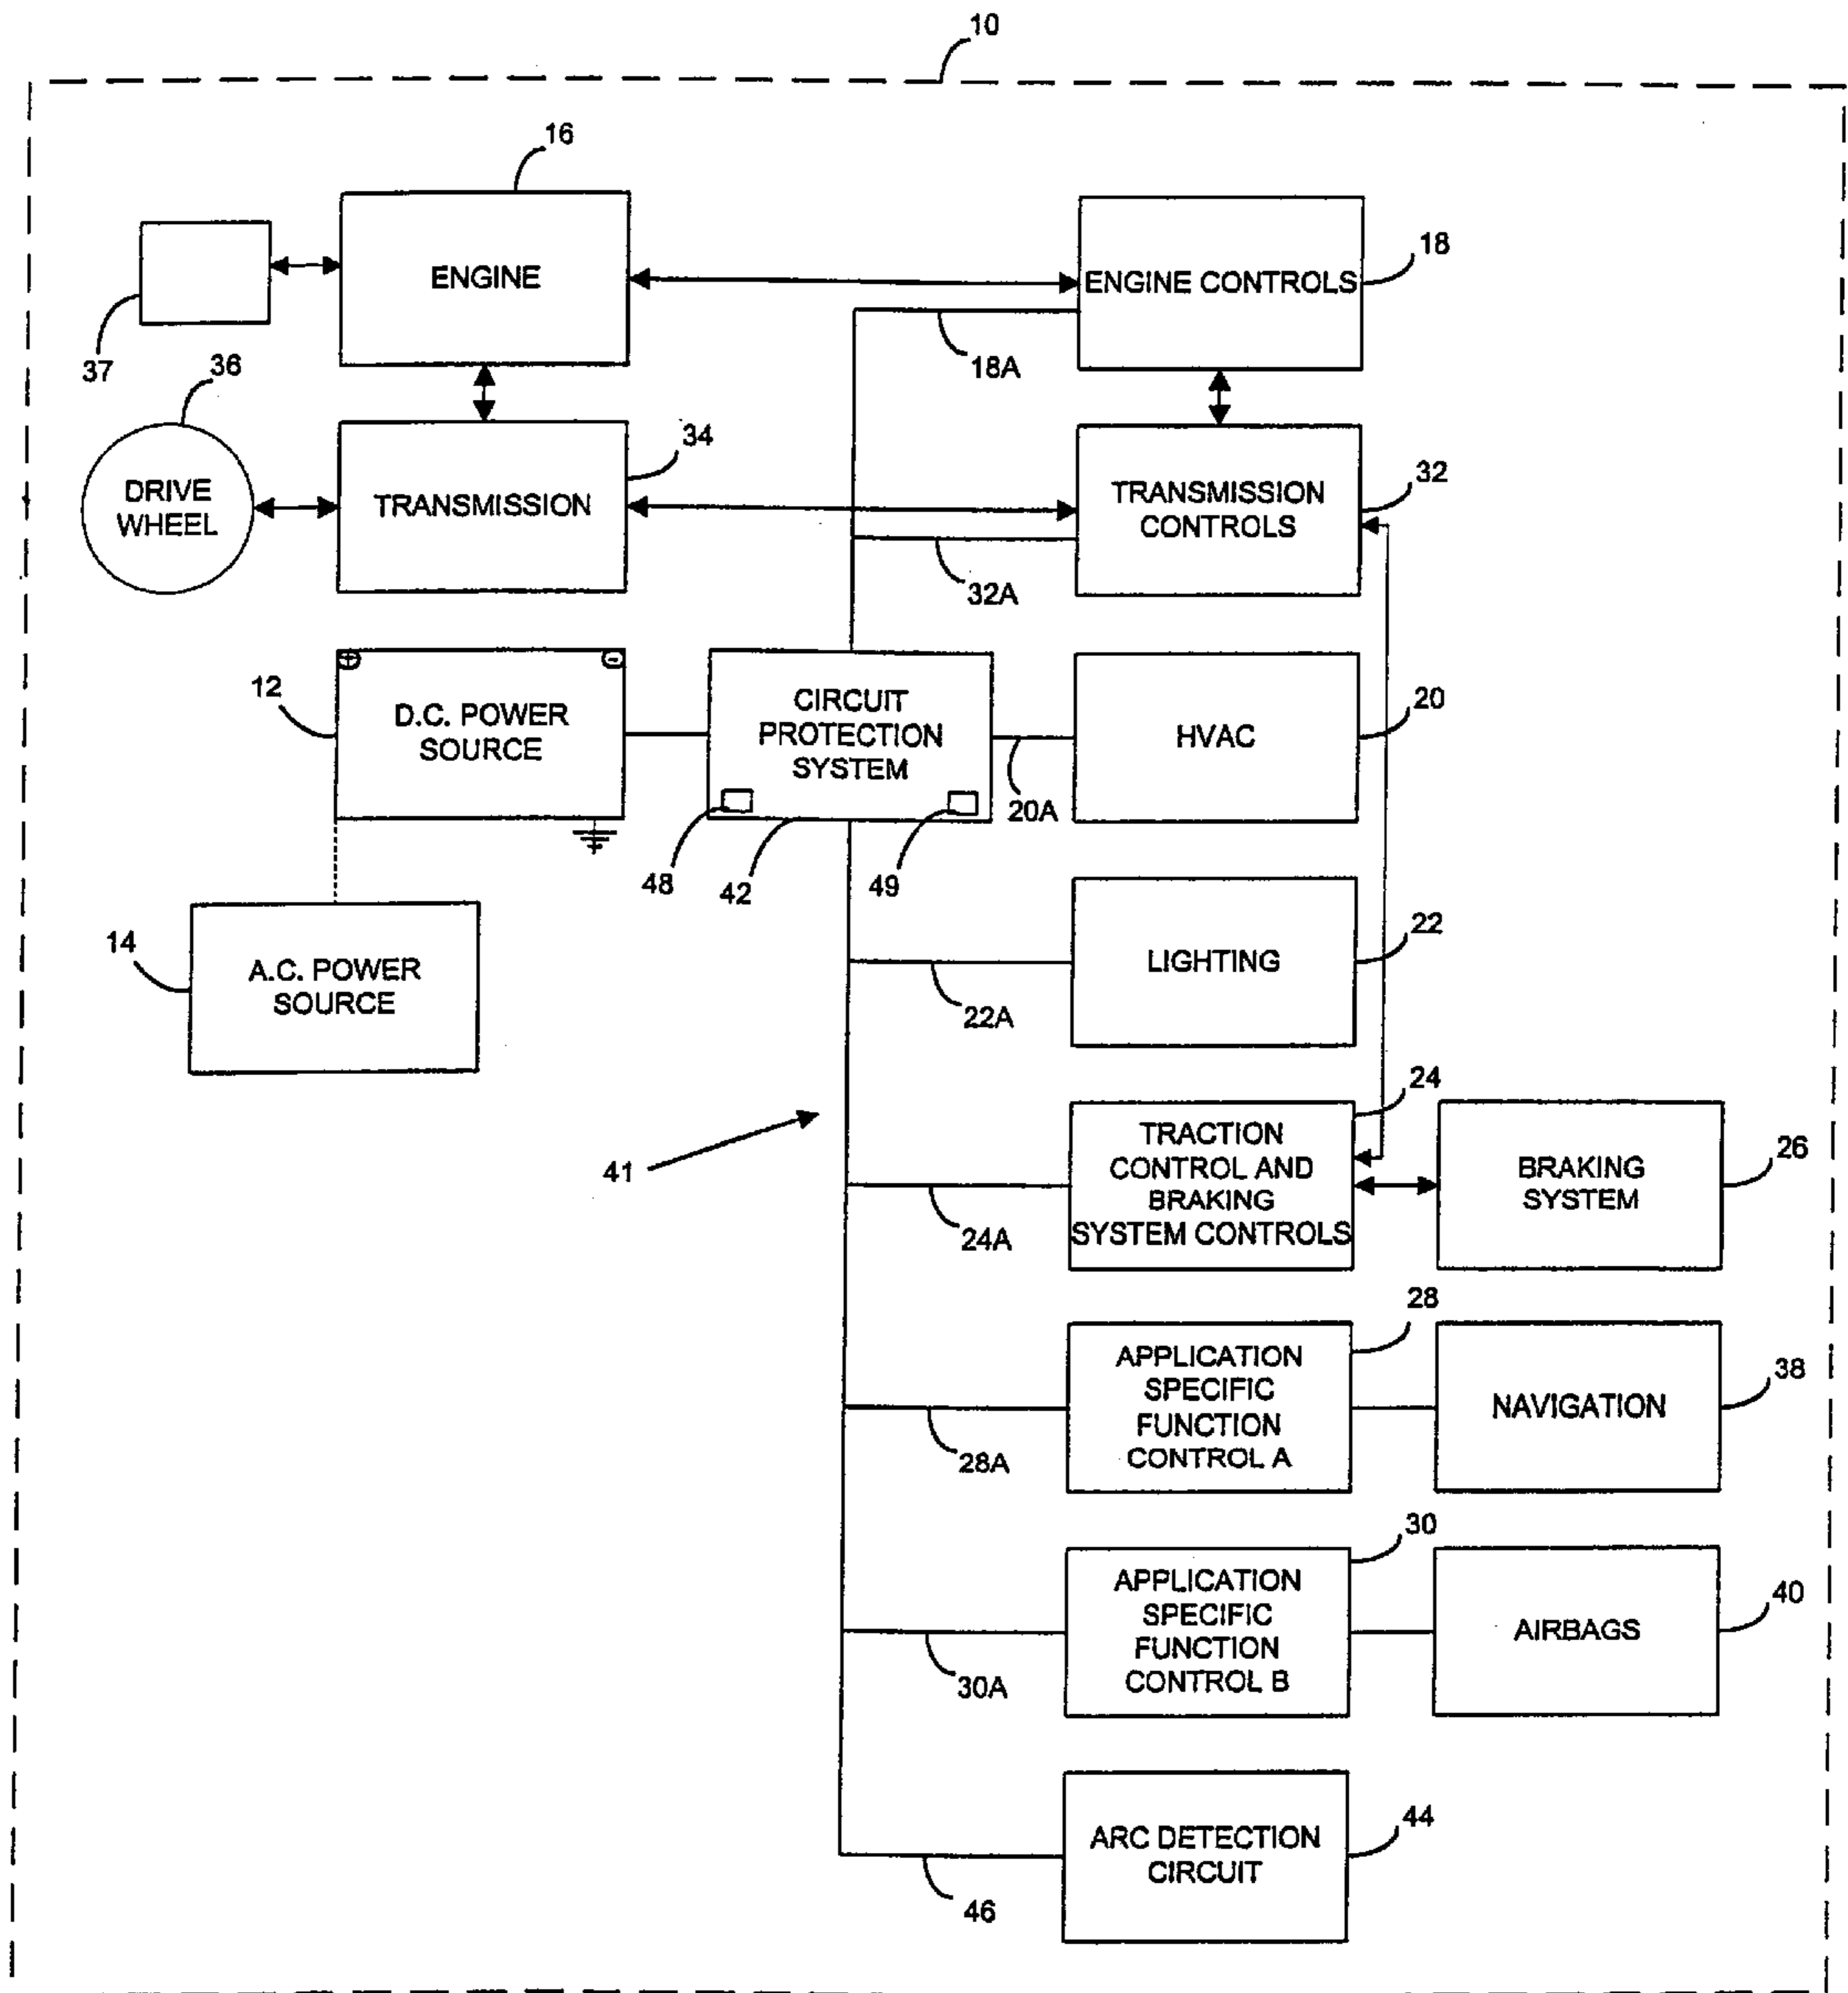 10
16
ENGINE
ENGINE CONTROLS
18
37
18A
36
34
DRIVE
WHEEL
TRANSMISSION
TRANSMISSION
CONTROLS
32
32A
+
-
12
D.C. POWER
SOURCE
CIRCUIT
PROTECTION
SYSTEM
HVAC
20
20A
48
42
49
14
A.C. POWER
SOURCE
LIGHTING
22
22A
24
41
TRACTION
CONTROL AND
BRAKING
SYSTEM CONTROLS
BRAKING
SYSTEM
26
24A
28
APPLICATION
SPECIFIC
FUNCTION
CONTROL A
NAVIGATION
38
28A
30
APPLICATION
SPECIFIC
FUNCTION
CONTROL B
AIRBAGS
40
30A
ARC DETECTION
CIRCUIT
44
46